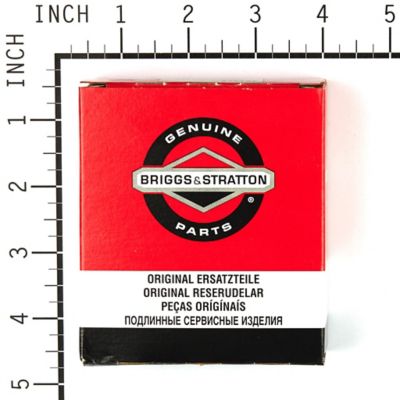 INCH 1 2 3 4 5
INCH
1
2
3
4
5
GENUINE
BRIGGS & STRATTON
®
PARTS
ORIGINAL ERSATZTEILE
ORIGINAL RESERUDELAR
PEÇAS ORÍGÍNAÍS
ПОДЛИННЫЕ СЕРВИСНЫЕ ИЗДЕЛИЯ